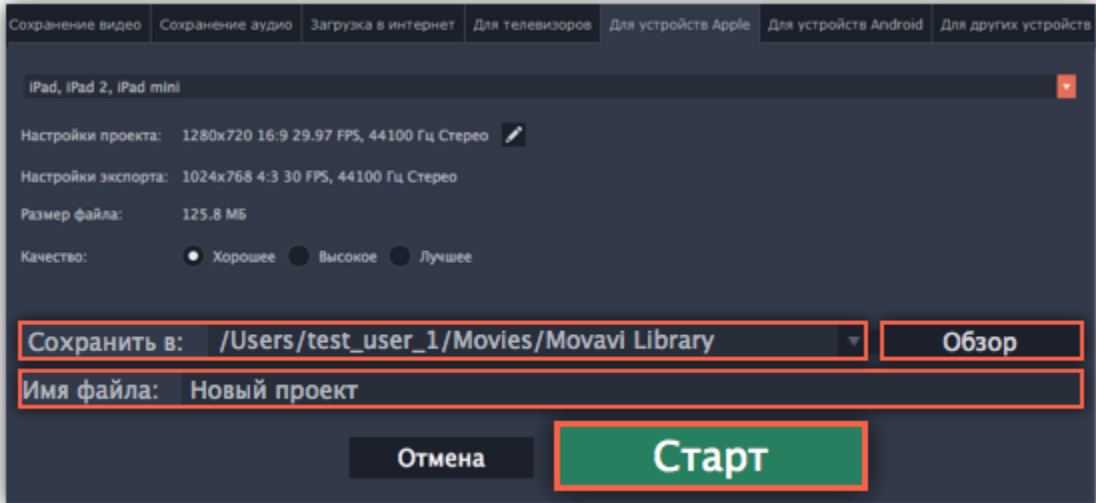 Сохранение видео Сохранение аудио Загрузка в интернет Для телевизоров Для устройств Apple Для устройств Android Для других устройств
iPad, iPad 2, iPad mini
Настройки проекта: 1280x720 16:9 29.97 FPS, 44100 Гц Стерео
Настройки экспорта: 1024x768 4:3 30 FPS, 44100 Гц Стерео
Размер файла: 125.8 МБ
Качество: Хорошее Высокое Лучшее
Сохранить в: /Users/test_user_1/Movies/Movavi Library Обзор
Имя файла: Новый проект
Отмена Старт